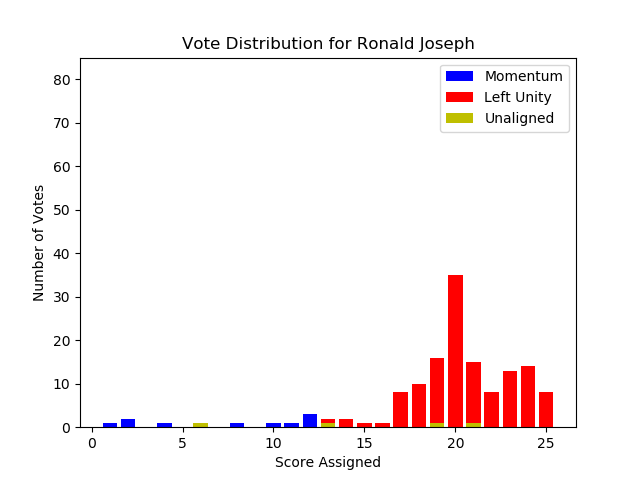 Vote Distribution for Ronald Joseph
Momentum
Left Unity
Unaligned
Number of Votes
80
70
60
50
40
30
20
10
0
0 5 10 15 20 25
Score Assigned